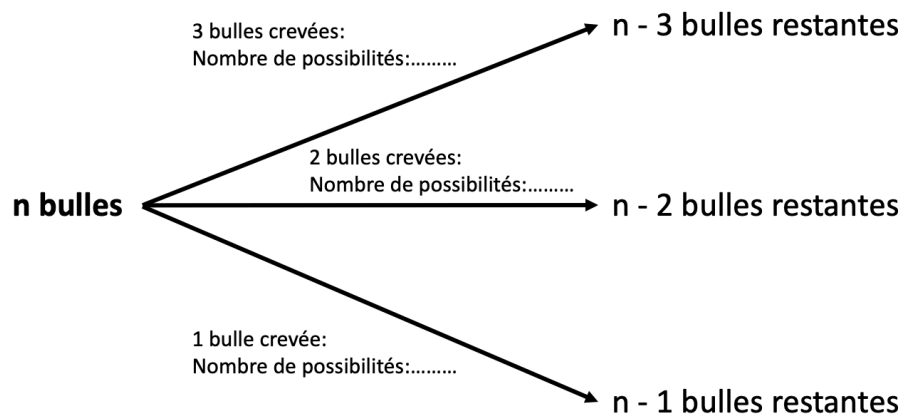 3 bulles crevées:
Nombre de possibilités:.........
n - 3 bulles restantes
2 bulles crevées:
Nombre de possibilités:.........
n bulles
n - 2 bulles restantes
1 bulle crevée:
Nombre de possibilités:.........
n - 1 bulles restantes